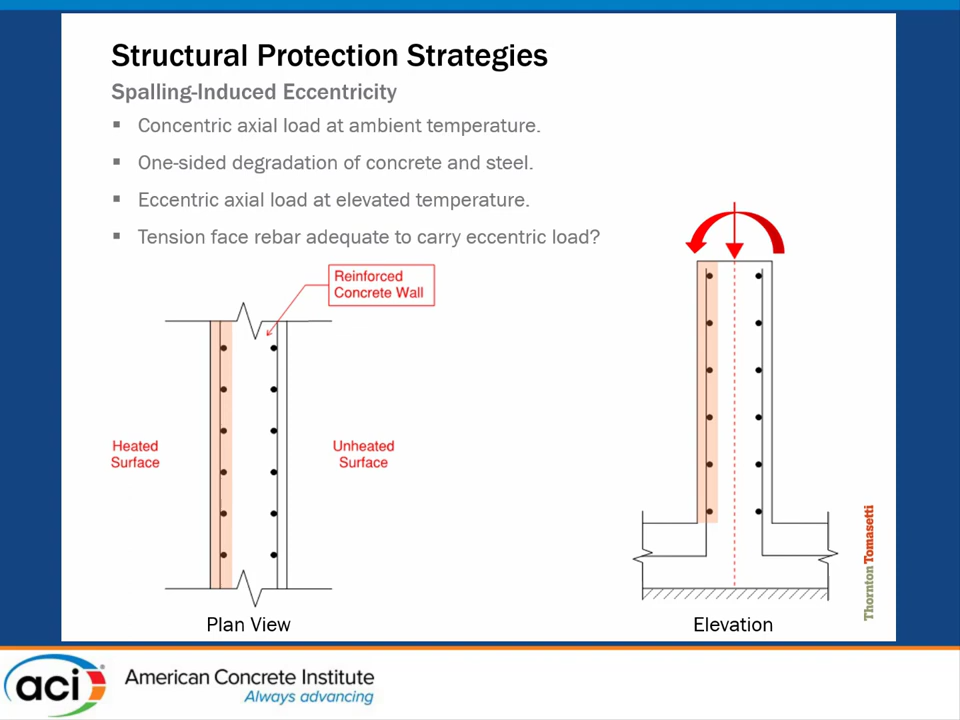 Structural Protection Strategies
Spalling-Induced Eccentricity
▪ Concentric axial load at ambient temperature.
▪ One-sided degradation of concrete and steel.
▪ Eccentric axial load at elevated temperature.
▪ Tension face rebar adequate to carry eccentric load?
Reinforced
Concrete Wall
Heated
Surface
Unheated
Surface
Plan View
Elevation
Thornton Tomasetti
aci
American Concrete Institute
Always advancing